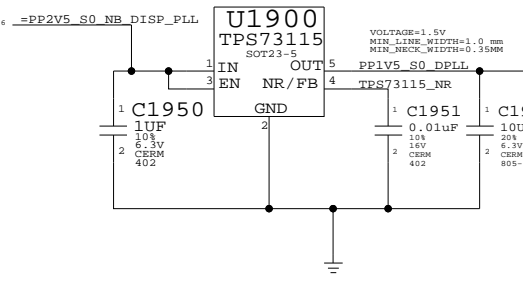 6 =PP2V5_S0_NB_DISP_PLL
U1900
TPS73115
SOT23-5
VOLTAGE=1.5V
MIN_LINE_WIDTH=1.0 mm
MIN_NECK_WIDTH=0.35MM
1 IN OUT 5 PP1V5_S0_DPLL
3 EN NR/FB 4 TPS73115_NR
GND
2
1 C1950
1UF
10%
6.3V
2 CERM
402
1 C1951
0.01uF
10%
16V
2 CERM
402
1
20%
6.3V
2 CERM